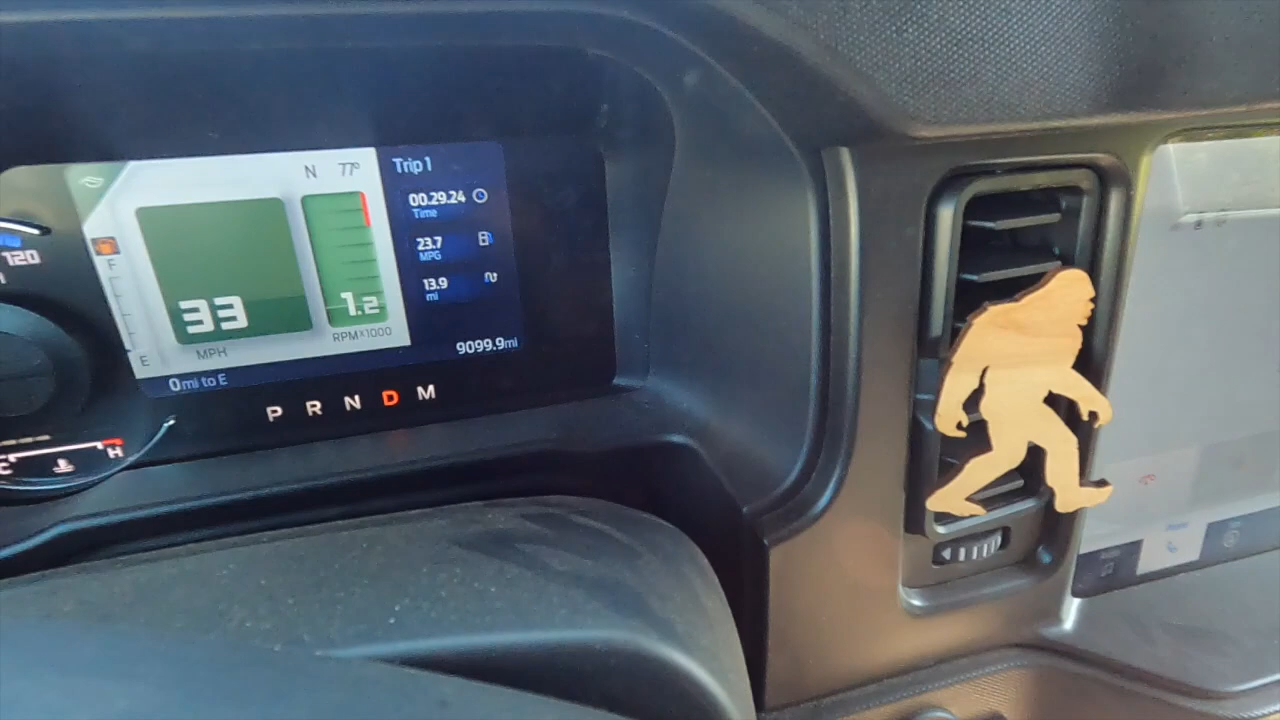 120
N 77°
F
E
33
MPH
1.2
RPM×1000
Trip 1
00.29.24
Time
23.7
MPG
13.9
mi
9099.9mi
0mi to E
P R N D M
C H